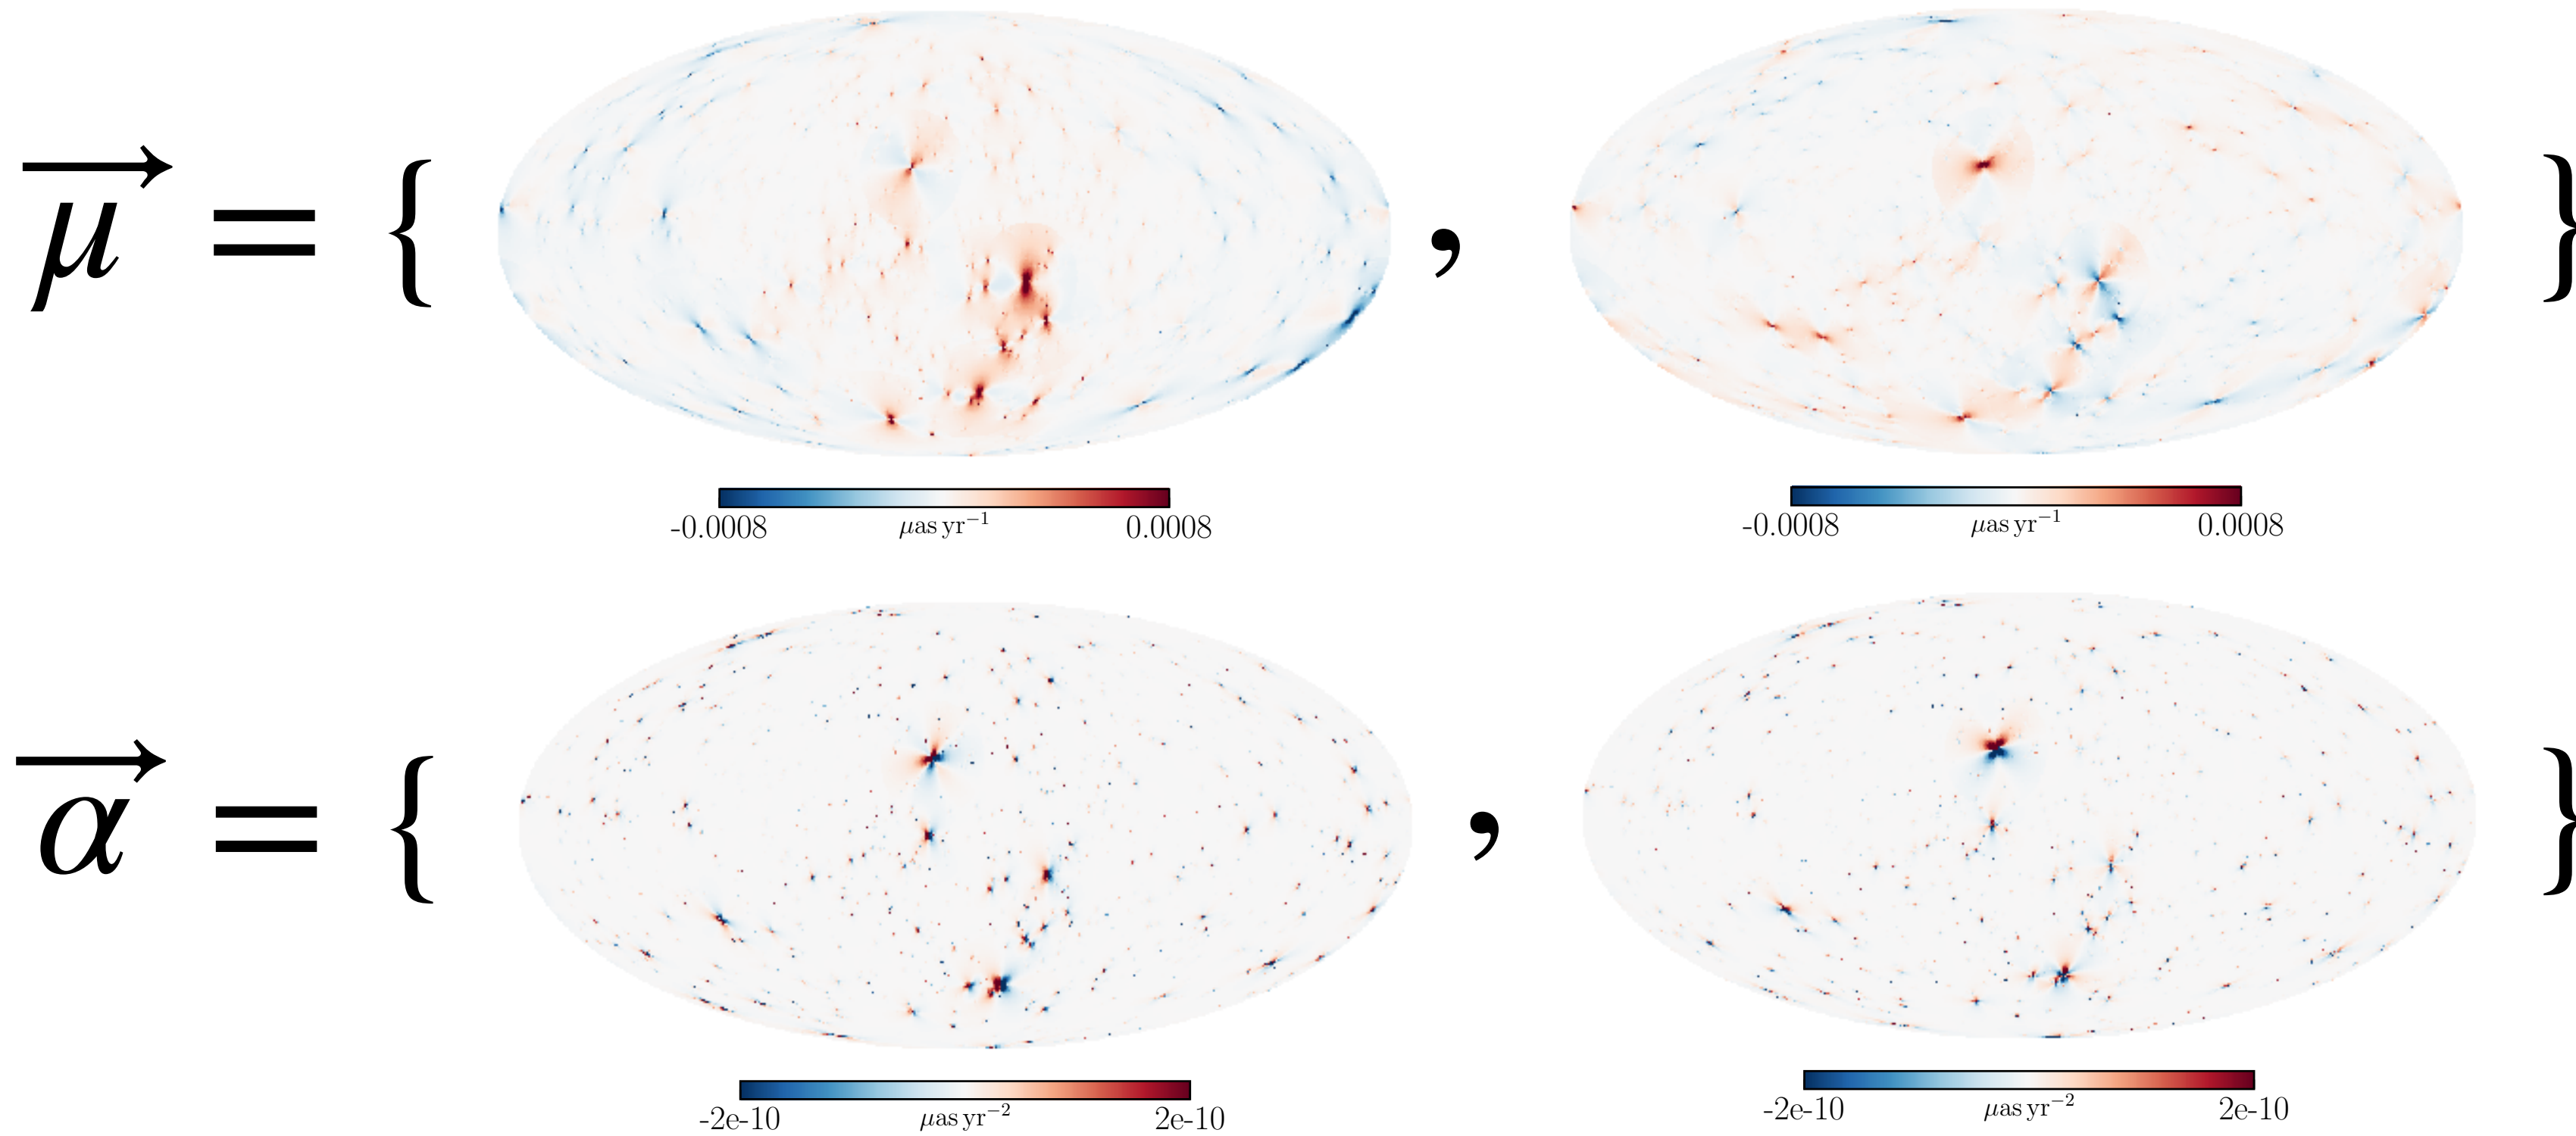 μ⃗ = { , }
-0.0008 μas yr⁻¹ 0.0008 -0.0008 μas yr⁻¹ 0.0008
α⃗ = { , }
-2e-10 μas yr⁻² 2e-10 -2e-10 μas yr⁻² 2e-10